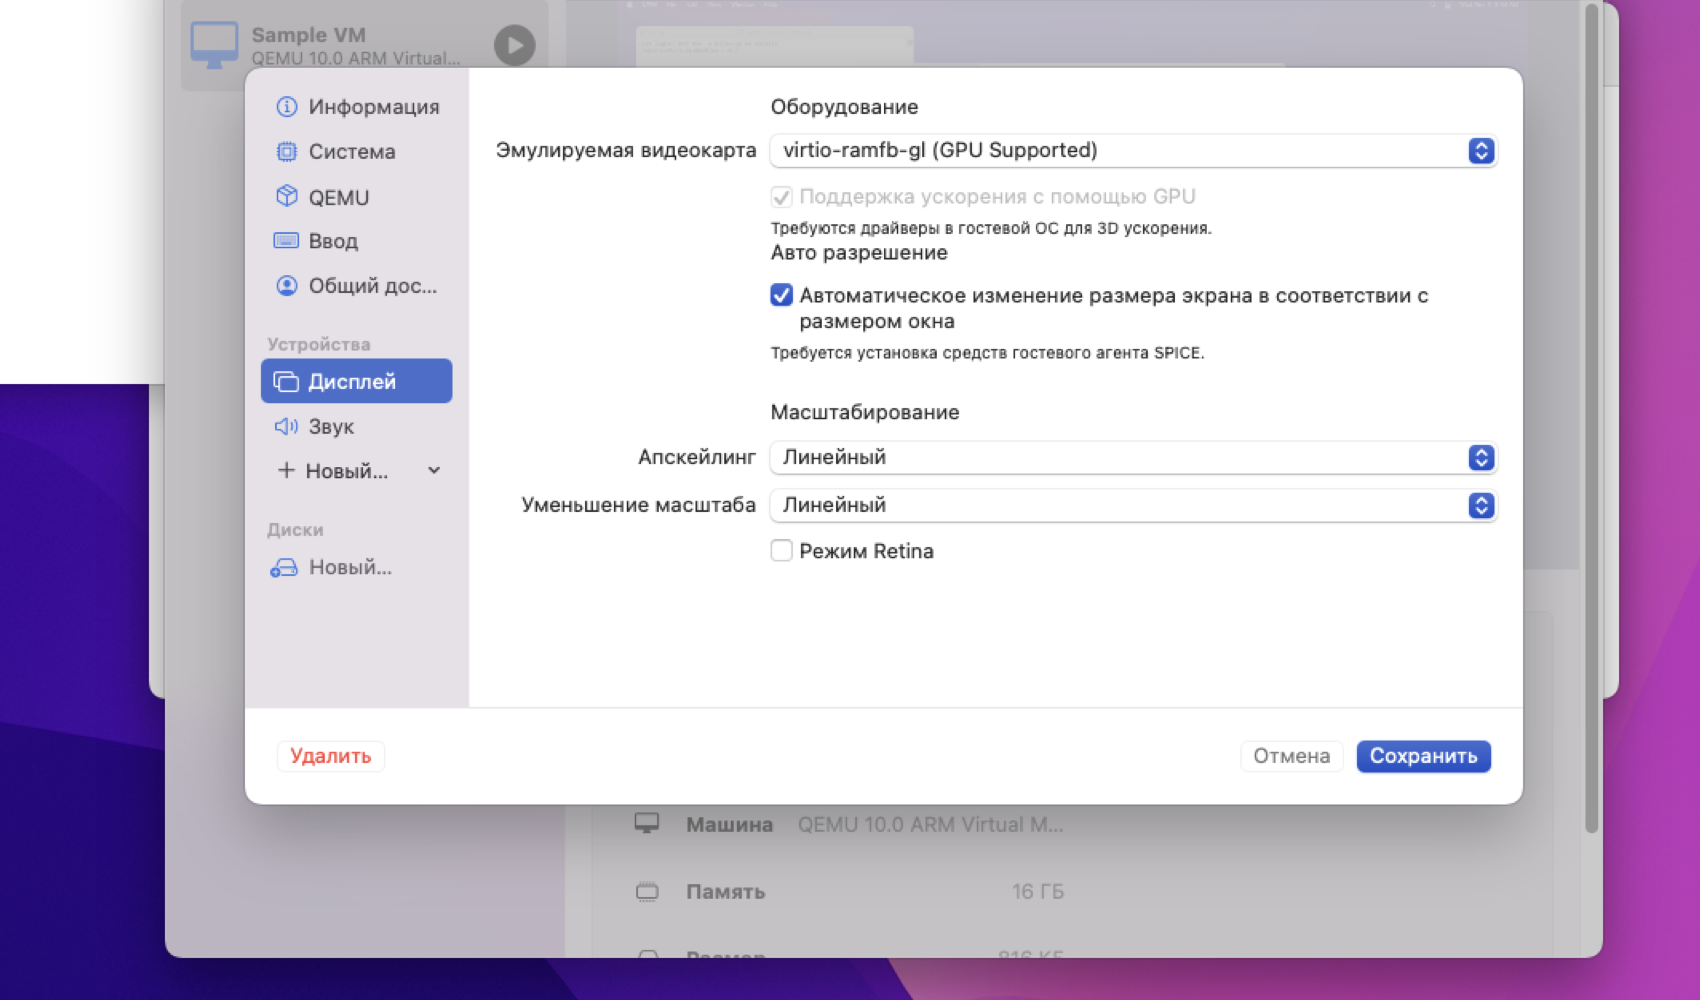 Sample VM
QEMU 10.0 ARM Virtual...
Информация
Система
QEMU
Ввод
Общий дос...
Устройства
Дисплей
Звук
Новый...
Диски
Новый...
Оборудование
Эмулируемая видеокарта virtio-ramfb-gl (GPU Supported)
Поддержка ускорения с помощью GPU
Требуются драйверы в гостевой ОС для 3D ускорения.
Авто разрешение
Автоматическое изменение размера экрана в соответствии с
размером окна
Требуется установка средств гостевого агента SPICE.
Масштабирование
Апскейлинг Линейный
Уменьшение масштаба Линейный
Режим Retina
Удалить
Отмена
Сохранить
Машина QEMU 10.0 ARM Virtual M...
Память 16 ГБ